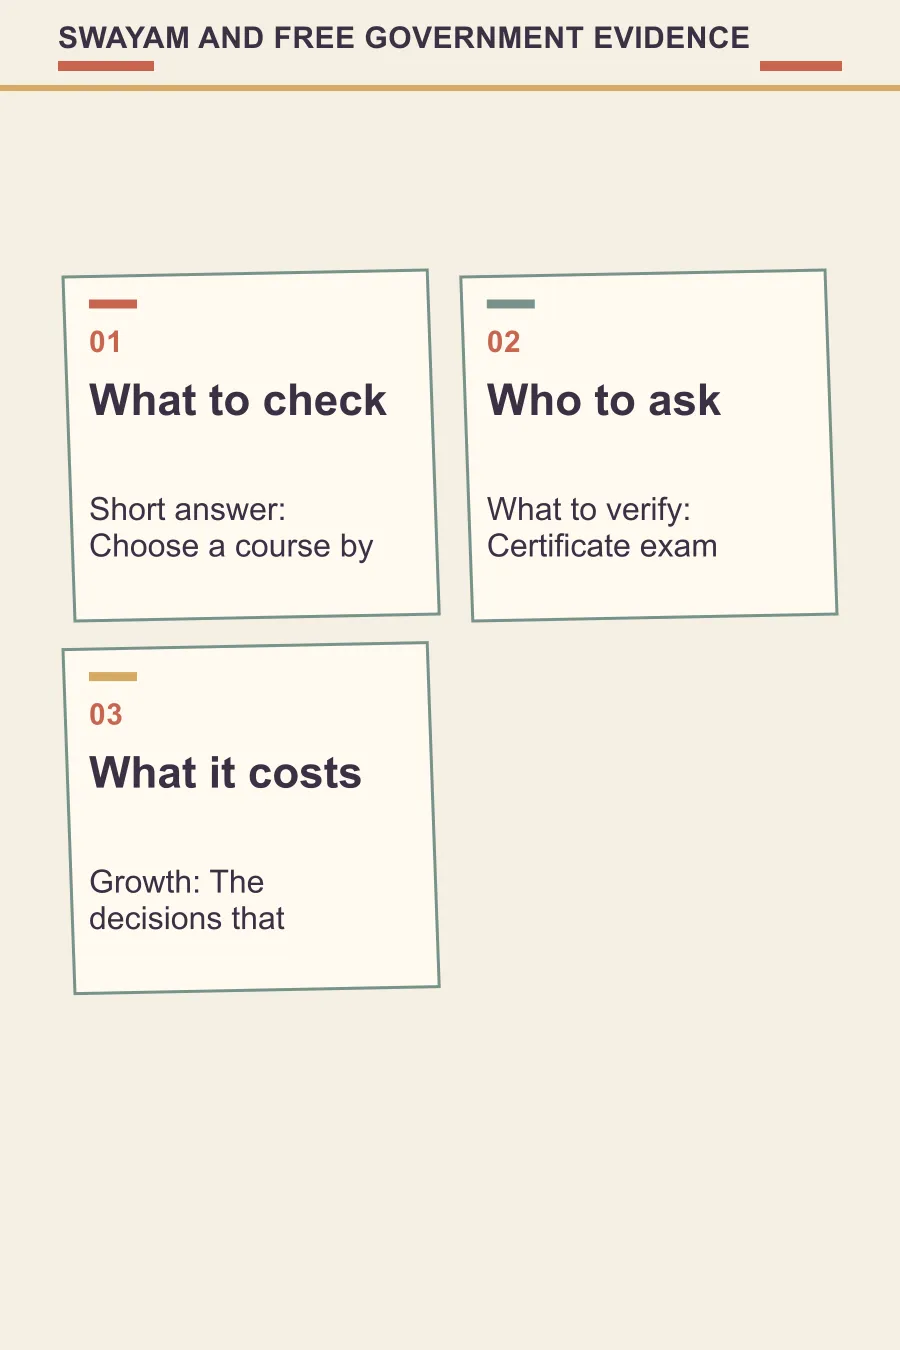 SWAYAM AND FREE GOVERNMENT EVIDENCE
01
What to check
Short answer:
Choose a course by
02
Who to ask
What to verify:
Certificate exam
03
What it costs
Growth: The
decisions that